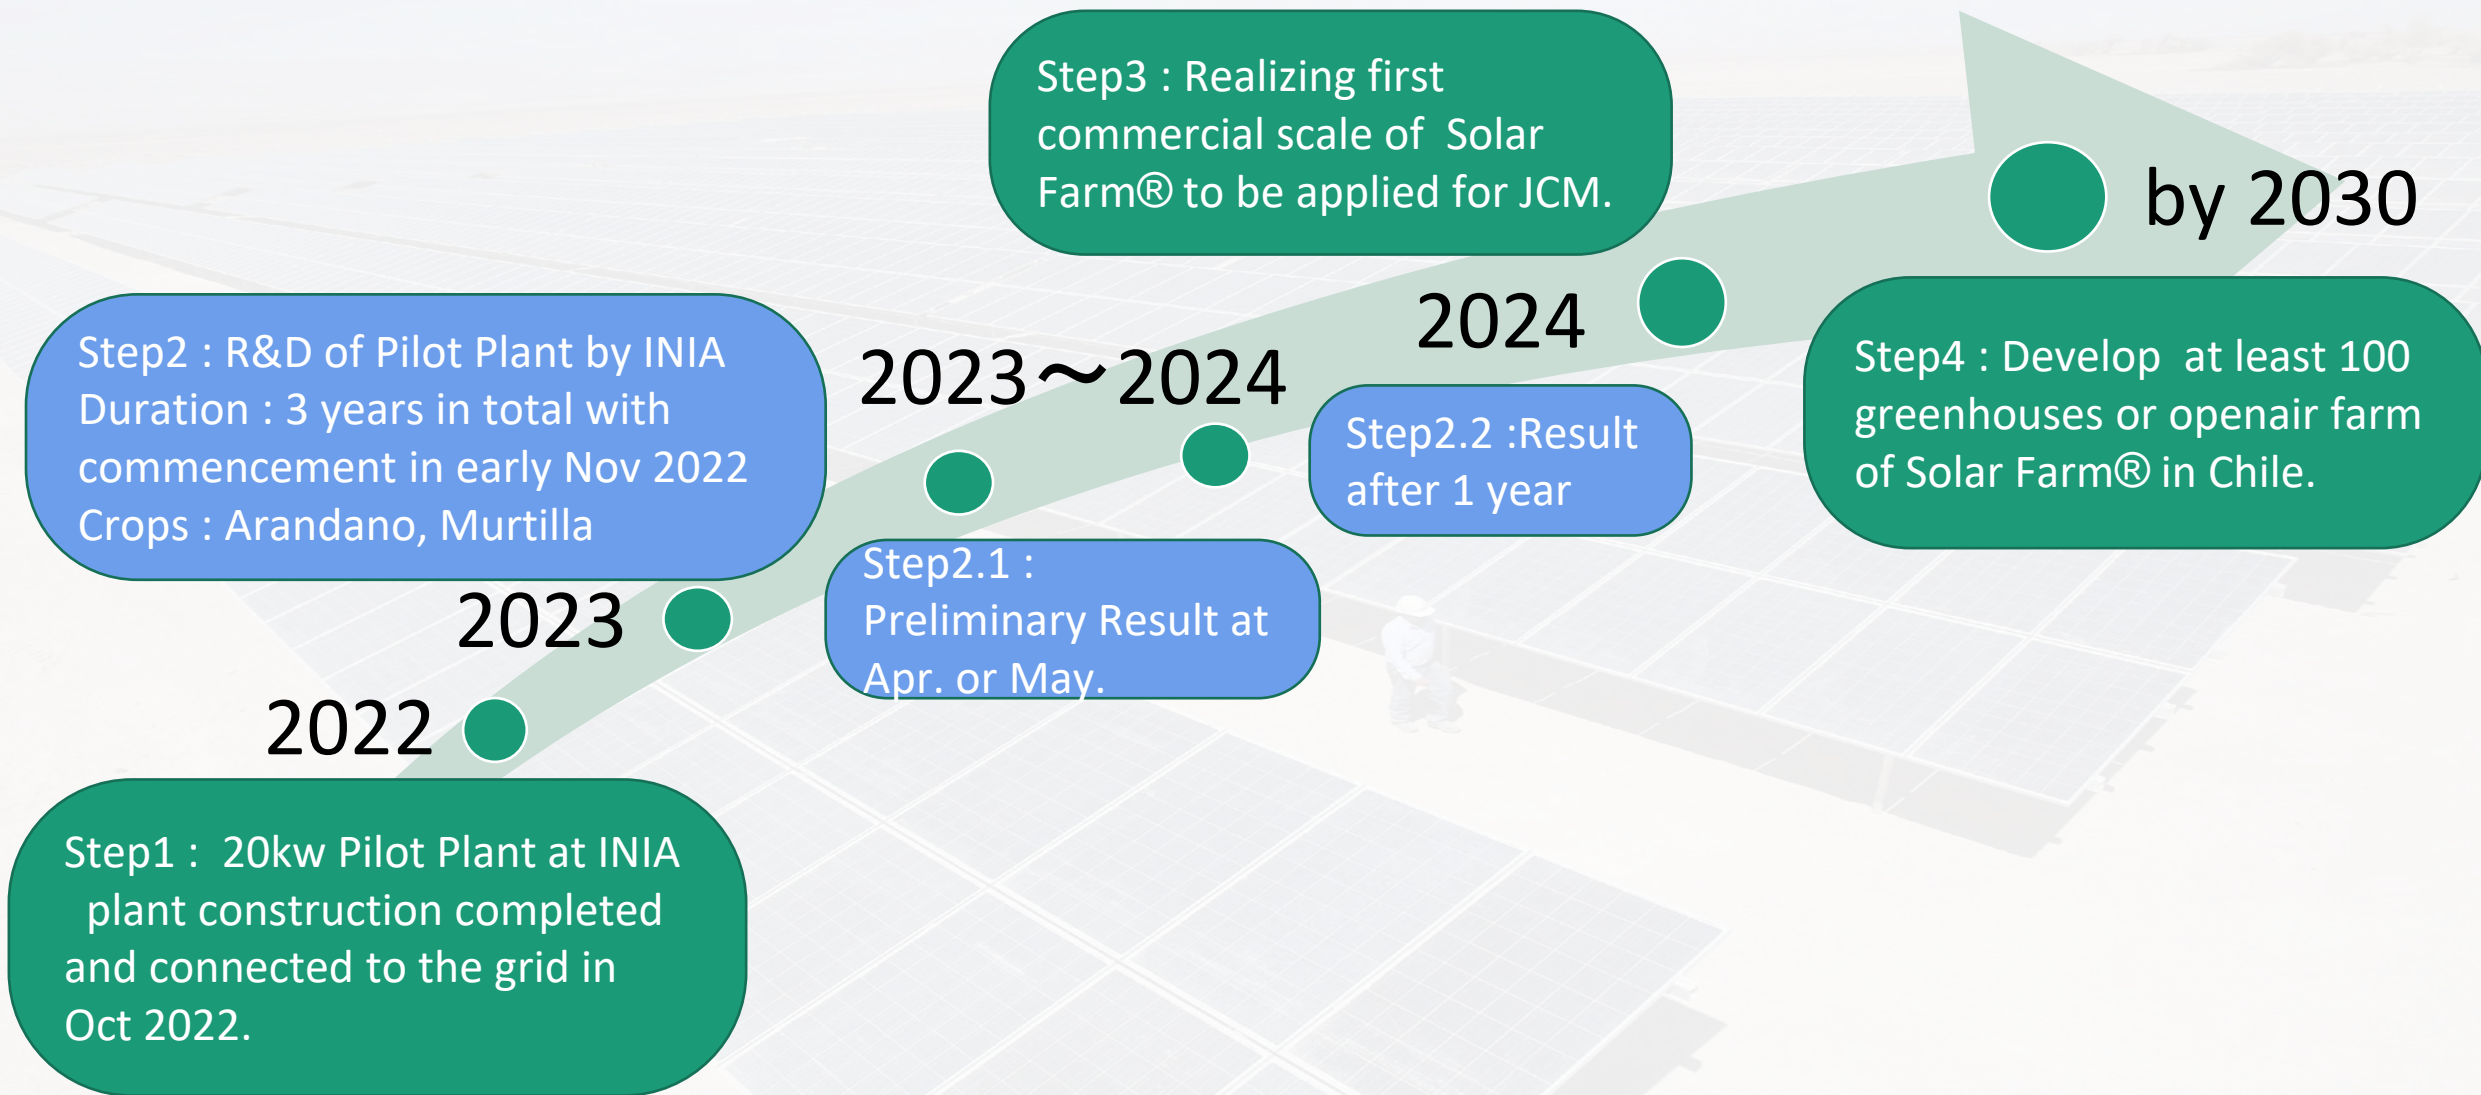 Step3 : Realizing first
commercial scale of  Solar
Farm® to be applied for JCM.
by 2030
2024
Step2 : R&D of Pilot Plant by INIA
Duration : 3 years in total with
commencement in early Nov 2022
Crops : Arandano, Murtilla
2023～2024
Step4 : Develop  at least 100
greenhouses or openair farm
of Solar Farm® in Chile.
Step2.2 :Result
after 1 year
Step2.1 :
Preliminary Result at
Apr. or May.
2023
2022
Step1 :  20kw Pilot Plant at INIA
plant construction completed
and connected to the grid in
Oct 2022.